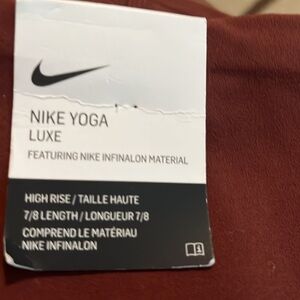 NIKE YOGA
LUXE
FEATURING NIKE INFINALON MATERIAL
HIGH RISE / TAILLE HAUTE
7/8 LENGTH / LONGUEUR 7/8
COMPREND LE MATÉRIAU
NIKE INFINALON